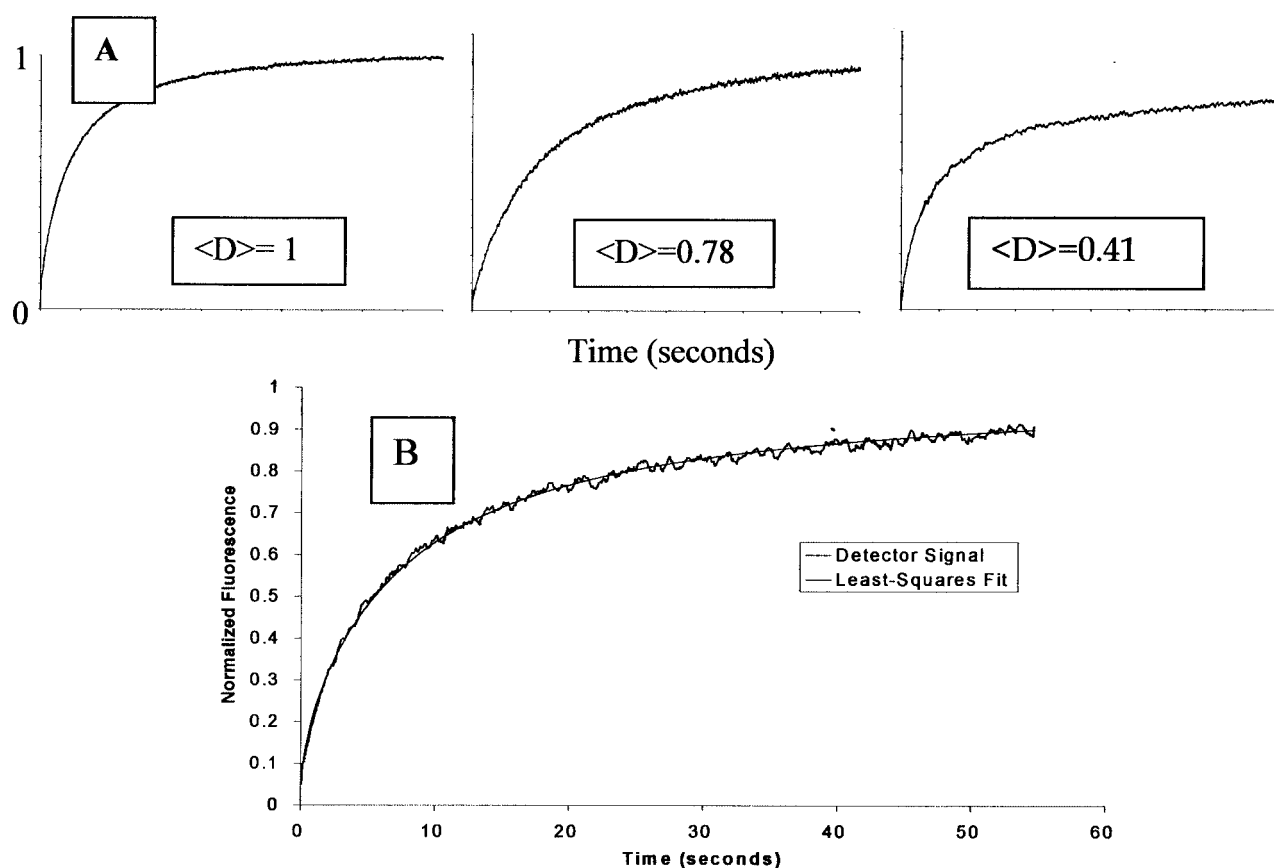 A
1
0
<D>= 1
<D>=0.78
<D>=0.41
Time (seconds)
B
Normalized Fluorescence
1
0.9
0.8
0.7
0.6
0.5
0.4
0.3
0.2
0.1
0
Detector Signal
Least-Squares Fit
0 10 20 30 40 50 60
Time (seconds)